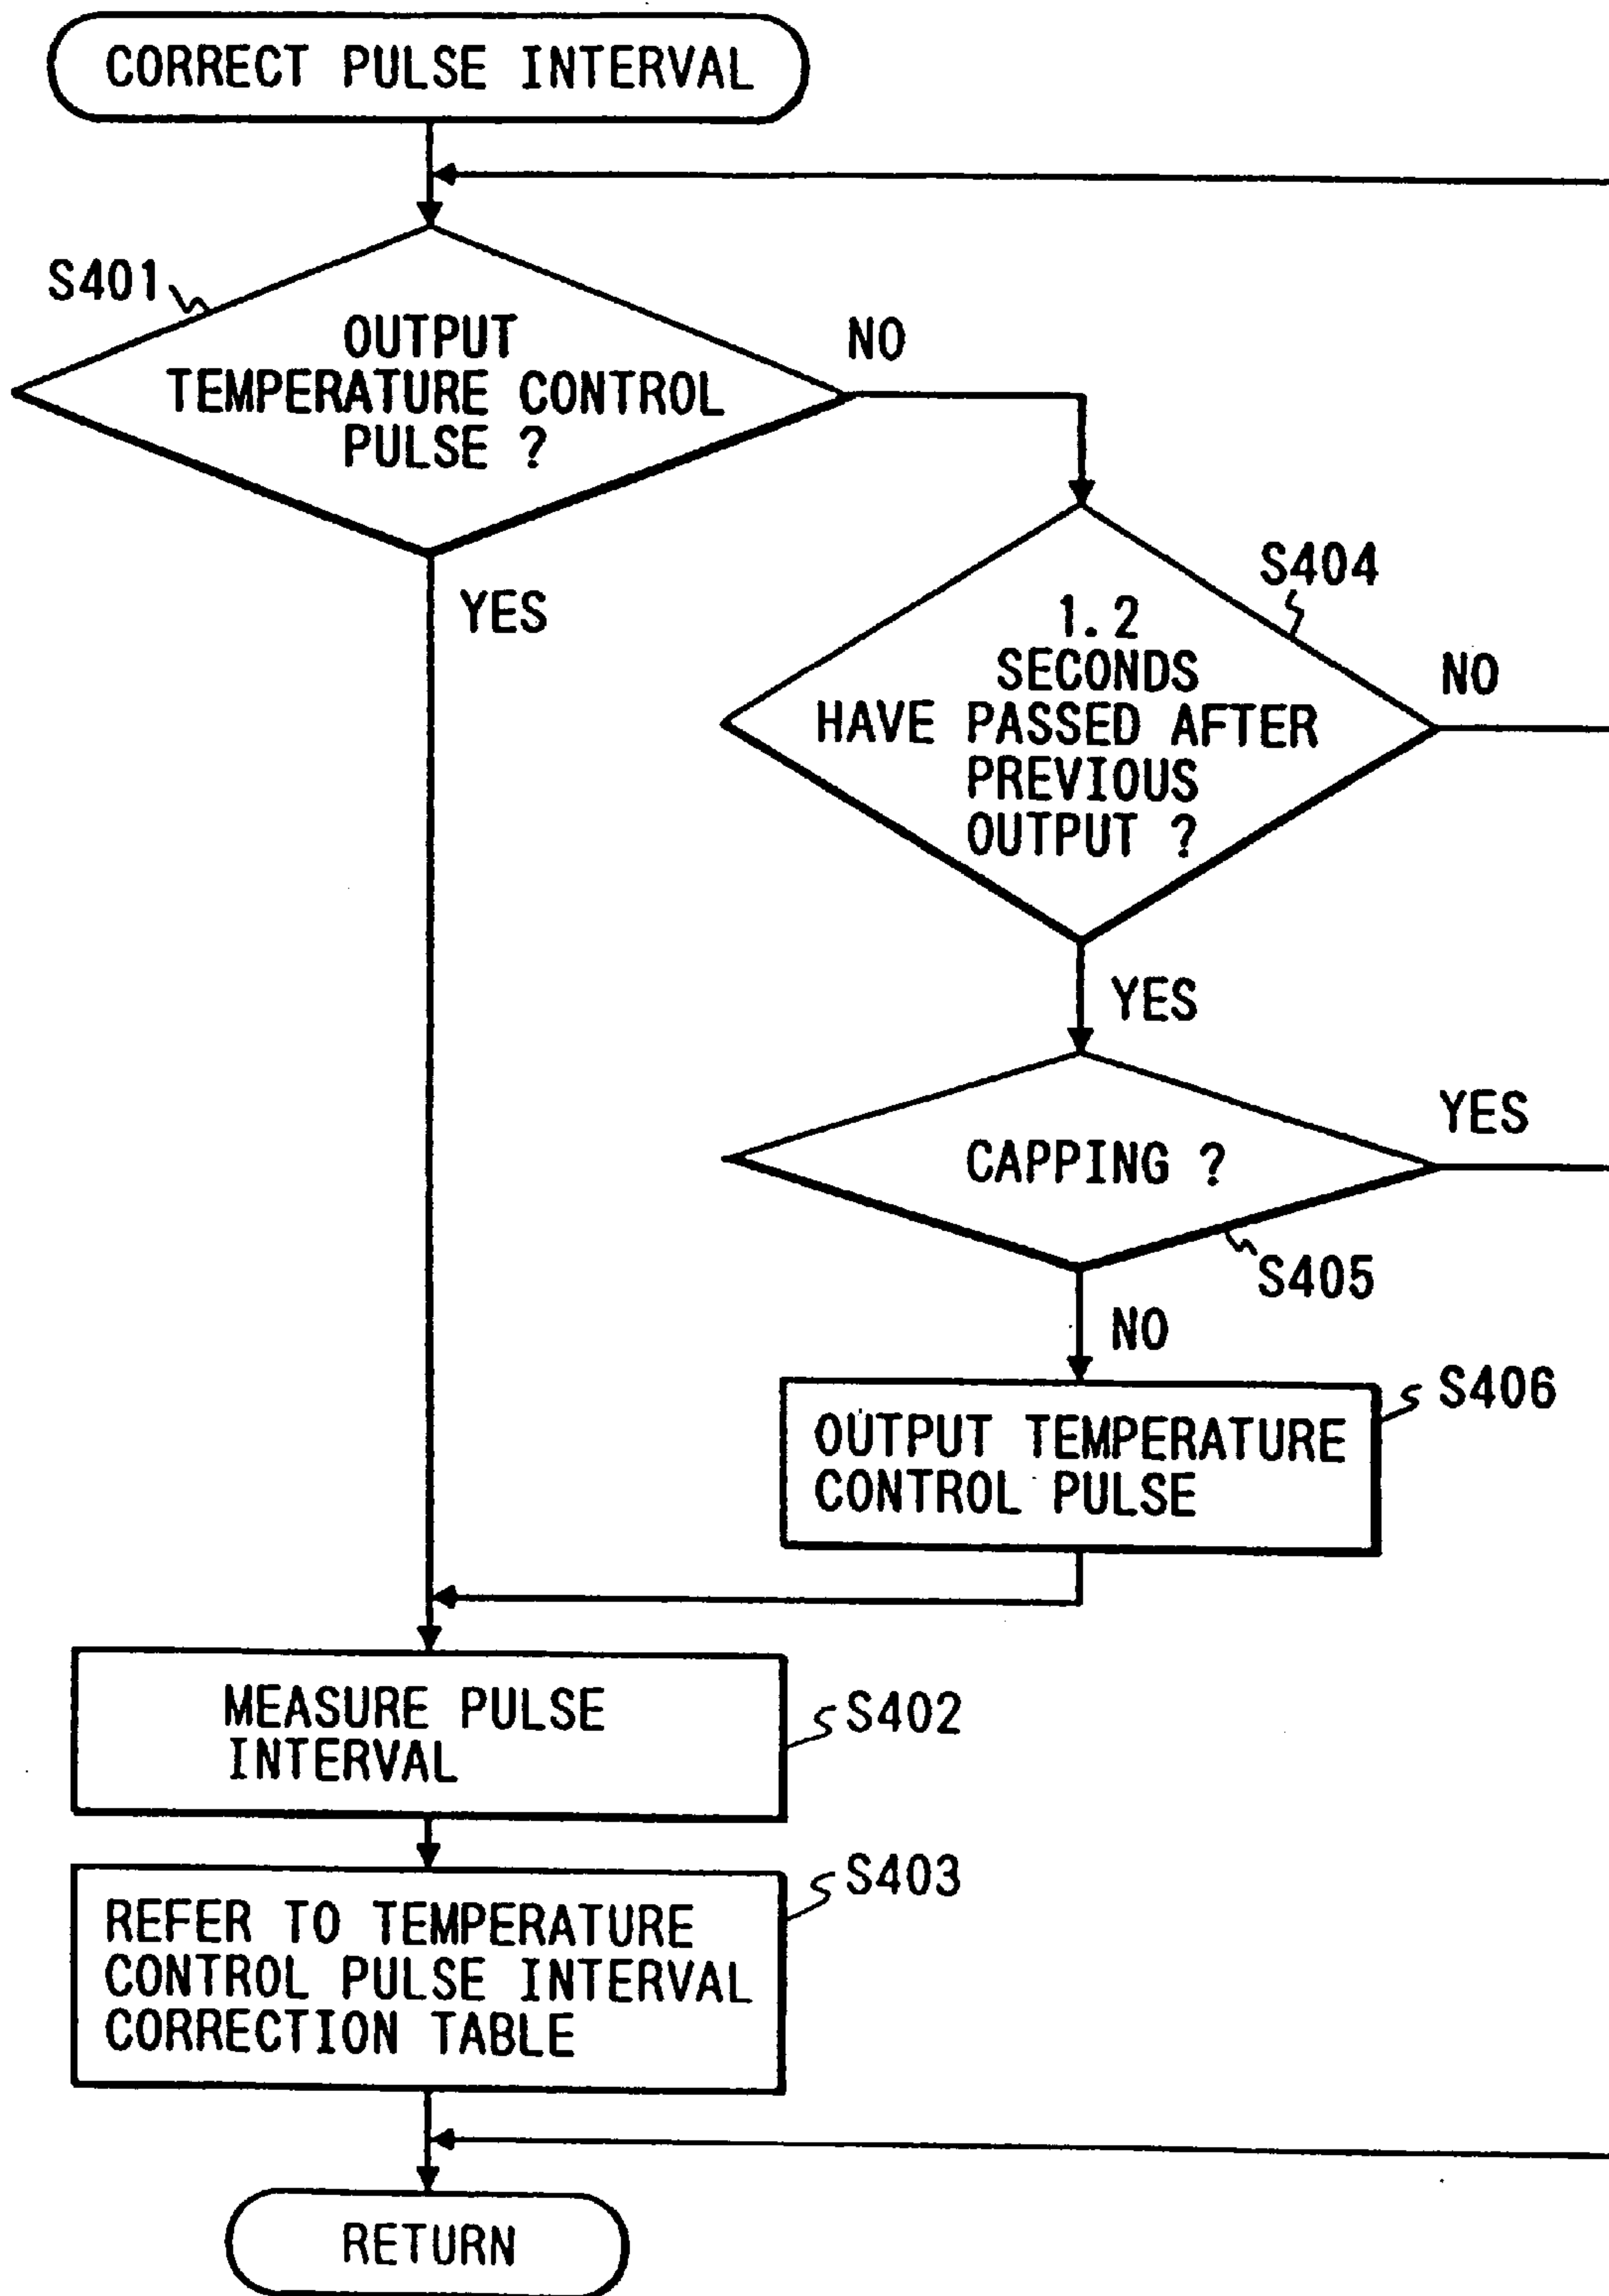 CORRECT PULSE INTERVAL
S401
OUTPUT
TEMPERATURE CONTROL
PULSE ?
NO
YES
S404
1.2
SECONDS
HAVE PASSED AFTER
PREVIOUS
OUTPUT ?
NO
YES
CAPPING ?
YES
S405
NO
S406
OUTPUT TEMPERATURE
CONTROL PULSE
MEASURE PULSE
INTERVAL
S402
S403
REFER TO TEMPERATURE
CONTROL PULSE INTERVAL
CORRECTION TABLE
RETURN